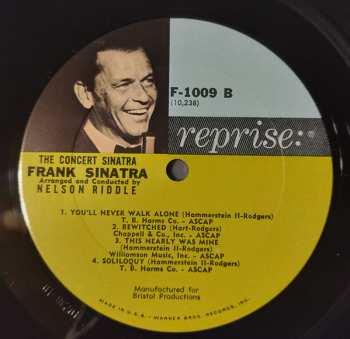 F-1009 B
(10,238)
reprise:
THE CONCERT SINATRA
FRANK SINATRA
Arranged and Conducted by
NELSON RIDDLE
1. YOU'LL NEVER WALK ALONE (Hammerstein II-Rodgers)
T. B. Harms Co. - ASCAP
2. BEWITCHED (Hart-Rodgers)
Chappell & Co., Inc. - ASCAP
3. THIS NEARLY WAS MINE
(Hammerstein II-Rodgers)
Williamson Music, Inc. - ASCAP
4. SOLILOQUY (Hammerstein II-Rodgers)
T. B. Harms Co. - ASCAP
Manufactured for
Bristol Productions
MADE IN U.S.A. - WARNER BROS. RECORDS, INC.